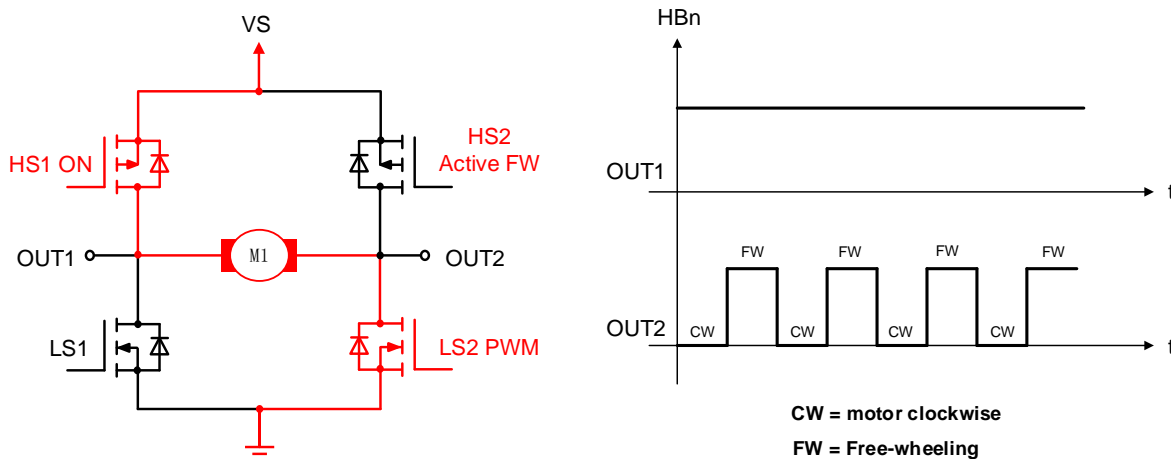 VS
HS1 ON
HS2
Active FW
OUT1
M1
OUT2
LS1
LS2 PWM
HBn
OUT1
t
FW
FW
FW
FW
OUT2
CW
CW
CW
CW
t
CW = motor clockwise
FW = Free-wheeling